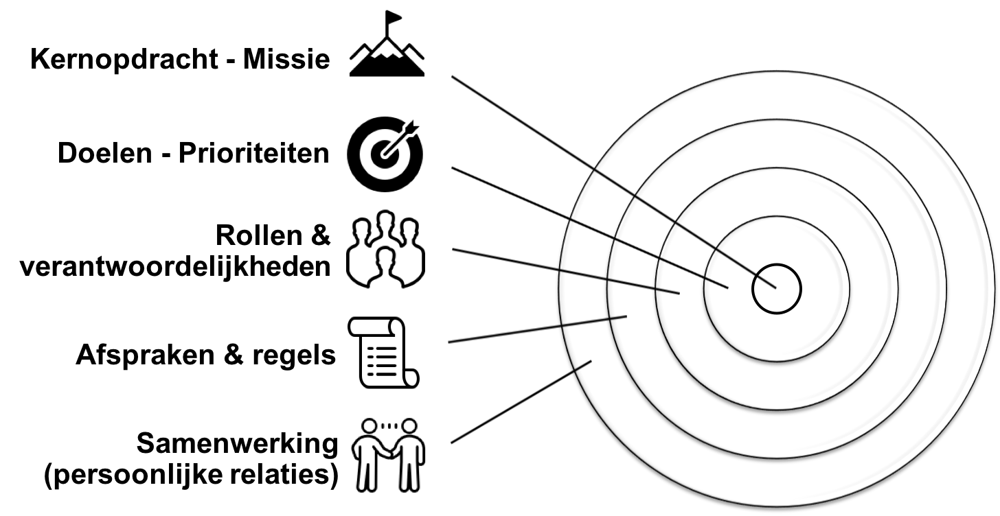 Kernopdracht - Missie
Doelen - Prioriteiten
Rollen &
verantwoordelijkheden
Afspraken & regels
Samenwerking
(persoonlijke relaties)